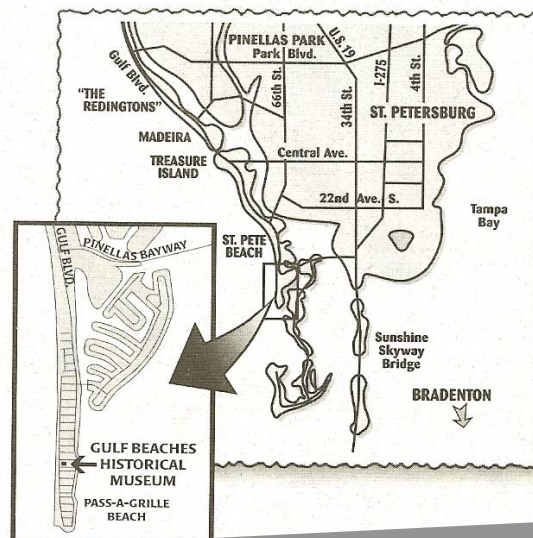 U.S. 19
PINELLAS PARK
Park Blvd.
Gulf Blvd.
66th St.
34th St.
I-275
4th St.
"THE
REDINGTONS"
ST. PETERSBURG
MADEIRA
TREASURE
ISLAND
Central Ave.
22nd Ave. S.
Tampa
Bay
ST. PETE
BEACH
GULF BLVD.
PINELLAS BAYWAY
Sunshine
Skyway
Bridge
BRADENTON
GULF BEACHES
HISTORICAL
MUSEUM
PASS-A-GRILLE
BEACH